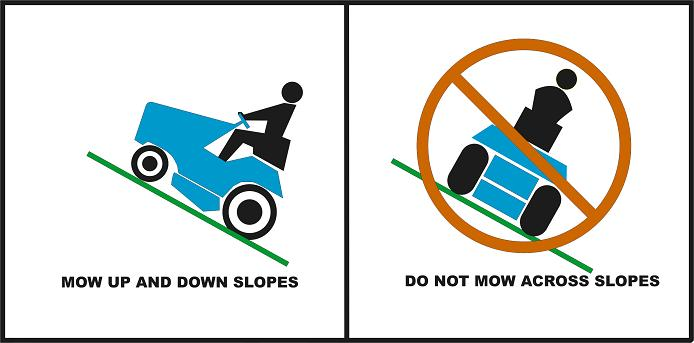 MOW UP AND DOWN SLOPES
DO NOT MOW ACROSS SLOPES